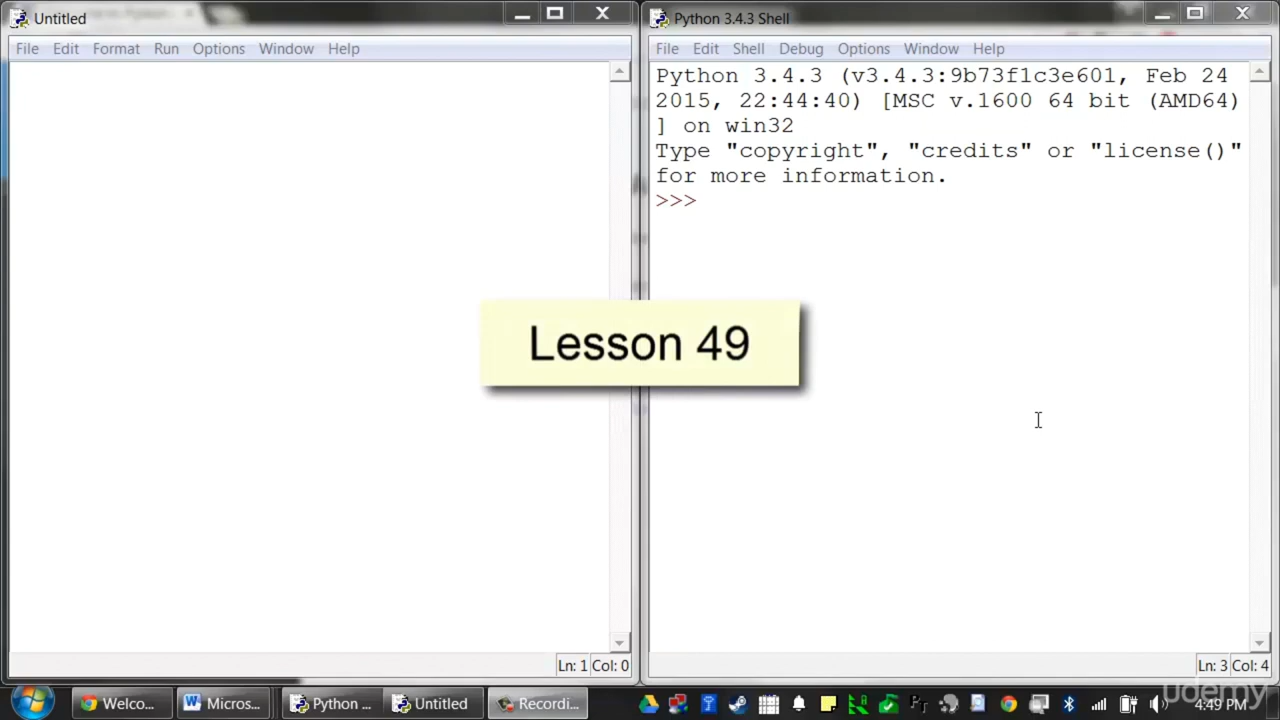 Untitled
File Edit Format Run Options Window Help
Ln: 1 Col: 0
Python 3.4.3 Shell
File Edit Shell Debug Options Window Help
Python 3.4.3 (v3.4.3:9b73f1c3e601, Feb 24
2015, 22:44:40) [MSC v.1600 64 bit (AMD64)
] on win32
Type "copyright", "credits" or "license()"
for more information.
>>>
Ln: 3 Col: 4
Lesson 49
Welco...
Micros...
Python ...
Untitled
Recordi...
4:49 PM
udemy